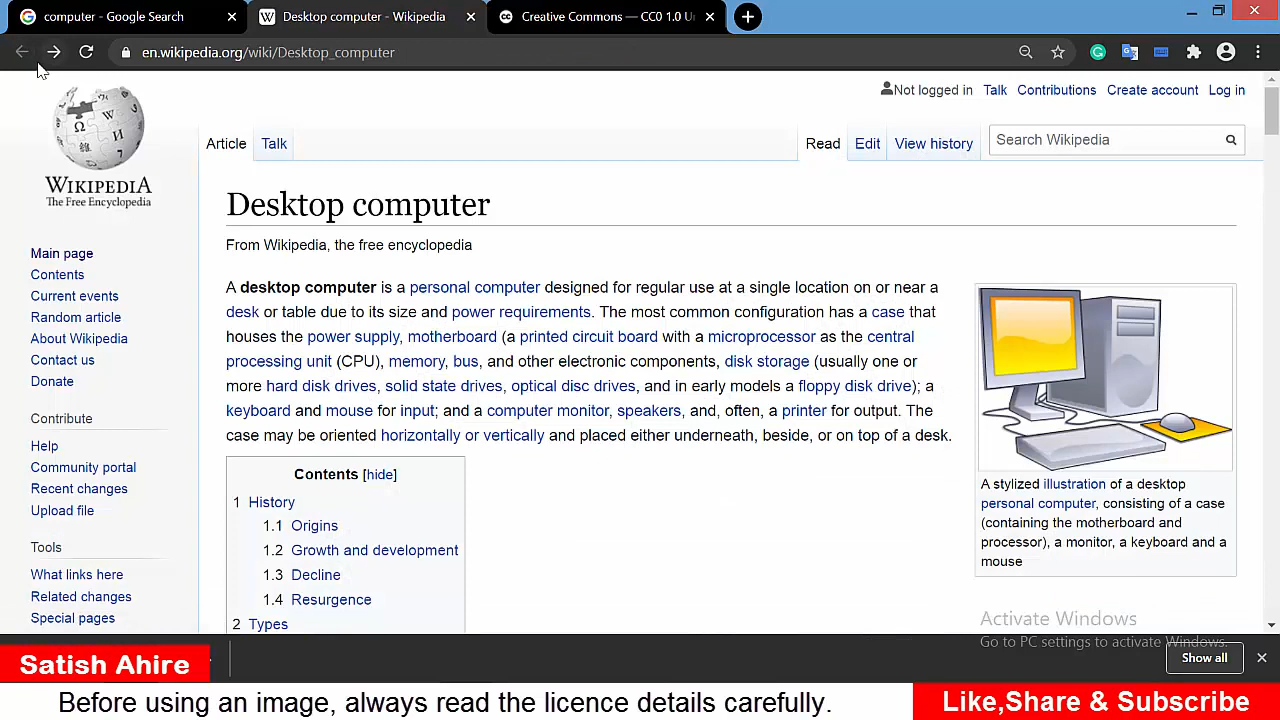 computer - Google Search
Desktop computer - Wikipedia
Creative Commons — CC0 1.0 U
en.wikipedia.org/wiki/Desktop_computer
Not logged in Talk Contributions Create account Log in
Article Talk
Read Edit View history
Search Wikipedia
WIKIPEDIA
The Free Encyclopedia
Main page
Contents
Current events
Random article
About Wikipedia
Contact us
Donate
Contribute
Help
Community portal
Recent changes
Upload file
Tools
What links here
Related changes
Special pages
Desktop computer
From Wikipedia, the free encyclopedia
A desktop computer is a personal computer designed for regular use at a single location on or near a
desk or table due to its size and power requirements. The most common configuration has a case that
houses the power supply, motherboard (a printed circuit board with a microprocessor as the central
processing unit (CPU), memory, bus, and other electronic components, disk storage (usually one or
more hard disk drives, solid state drives, optical disc drives, and in early models a floppy disk drive); a
keyboard and mouse for input; and a computer monitor, speakers, and, often, a printer for output. The
case may be oriented horizontally or vertically and placed either underneath, beside, or on top of a desk.
Contents [hide]
1 History
1.1 Origins
1.2 Growth and development
1.3 Decline
1.4 Resurgence
2 Types
A stylized illustration of a desktop
personal computer, consisting of a case
(containing the motherboard and
processor), a monitor, a keyboard and a
mouse
Activate Windows
Go to PC settings to activate Windows.
Show all
Satish Ahire
Before using an image, always read the licence details carefully.
Like,Share & Subscribe